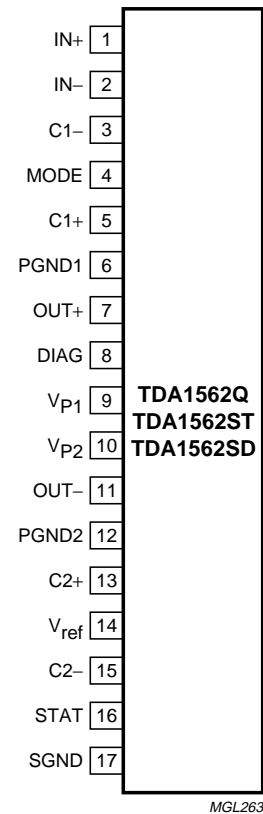 IN+ 1
IN− 2
C1− 3
MODE 4
C1+ 5
PGND1 6
OUT+ 7
DIAG 8
VP1 9
VP2 10
OUT− 11
PGND2 12
C2+ 13
Vref 14
C2− 15
STAT 16
SGND 17
TDA1562Q
TDA1562ST
TDA1562SD
MGL263